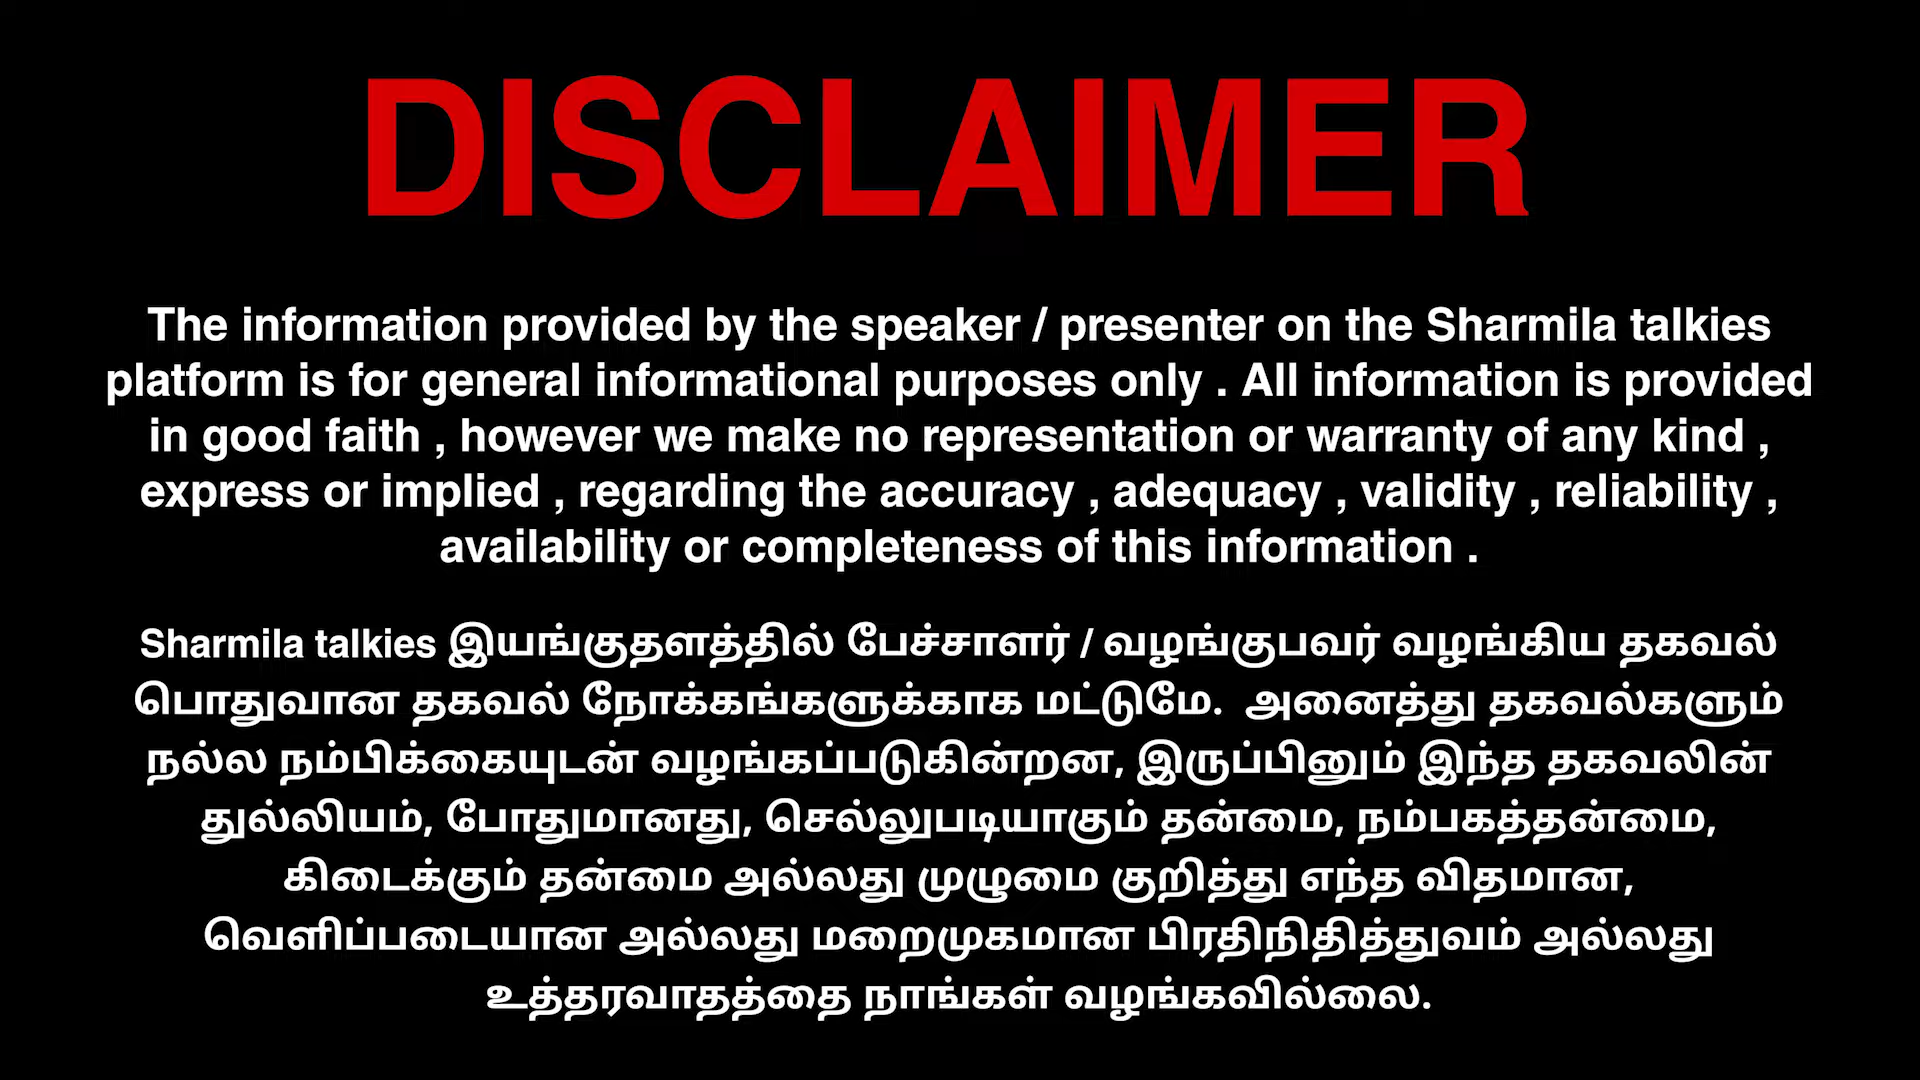 DISCLAIMER
The information provided by the speaker / presenter on the Sharmila talkies
platform is for general informational purposes only . All information is provided
in good faith , however we make no representation or warranty of any kind ,
express or implied , regarding the accuracy , adequacy , validity , reliability ,
availability or completeness of this information .
Sharmila talkies இயங்குதளத்தில் பேச்சாளர் / வழங்குபவர் வழங்கிய தகவல்
பொதுவான தகவல் நோக்கங்களுக்காக மட்டுமே.  அனைத்து தகவல்களும்
நல்ல நம்பிக்கையுடன் வழங்கப்படுகின்றன, இருப்பினும் இந்த தகவலின்
துல்லியம், போதுமானது, செல்லுபடியாகும் தன்மை, நம்பகத்தன்மை,
கிடைக்கும் தன்மை அல்லது முழுமை குறித்து எந்த விதமான,
வெளிப்படையான அல்லது மறைமுகமான பிரதிநிதித்துவம் அல்லது
உத்தரவாதத்தை நாங்கள் வழங்கவில்லை.